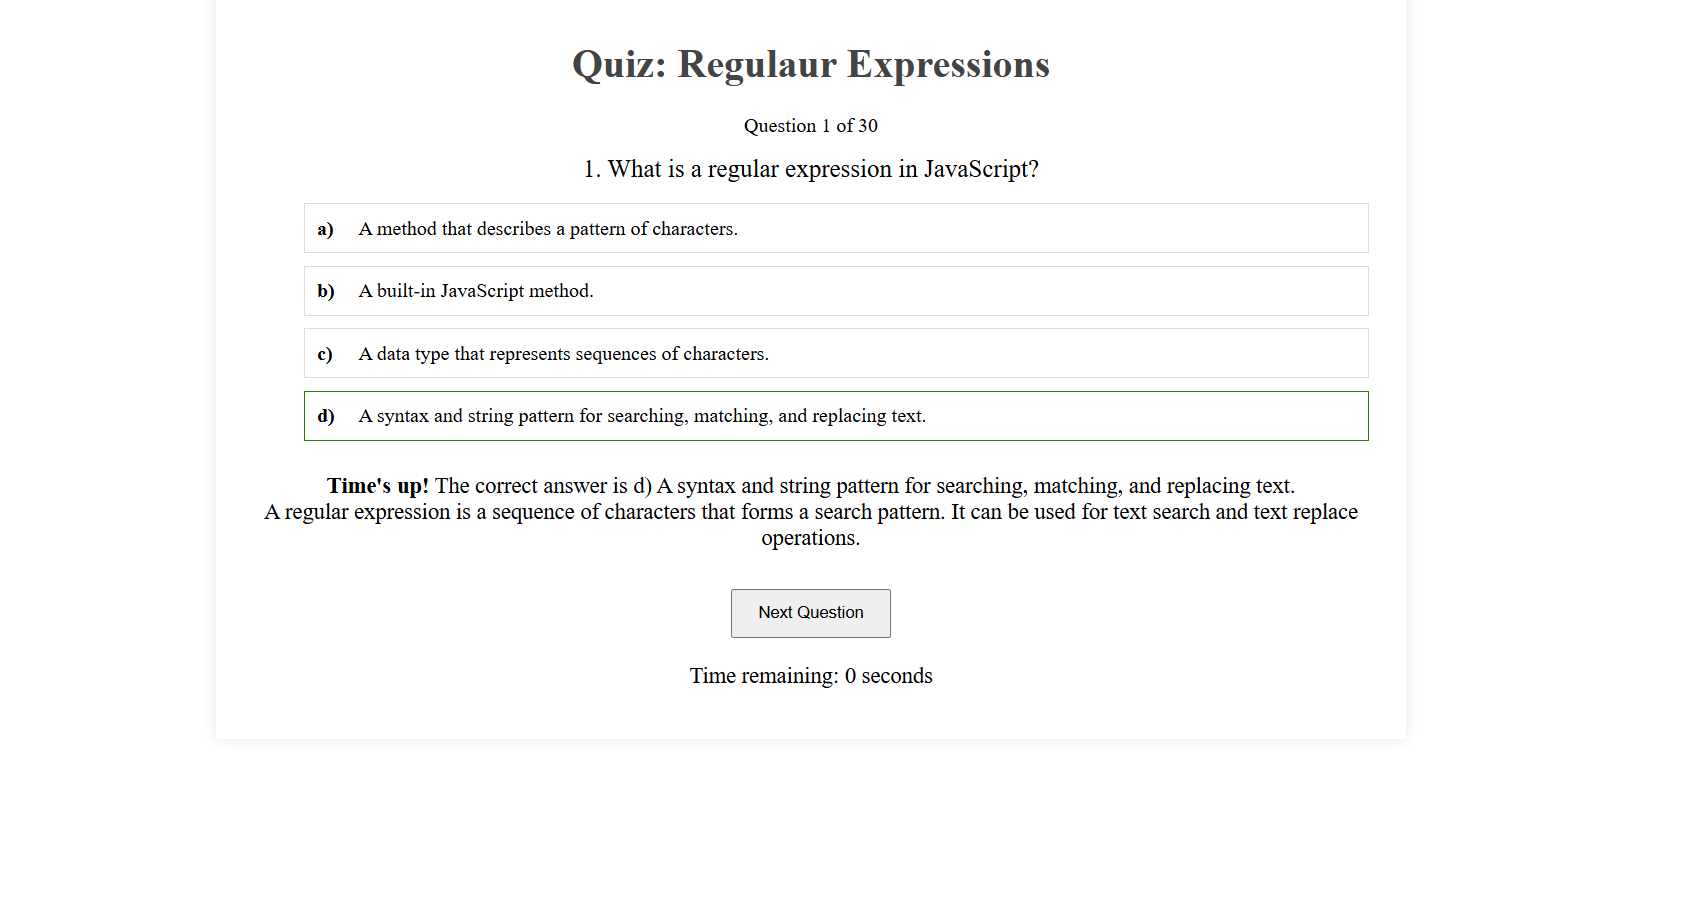 Quiz: Regulaur Expressions
Question 1 of 30
1. What is a regular expression in JavaScript?
a) A method that describes a pattern of characters.
b) A built-in JavaScript method.
c) A data type that represents sequences of characters.
d) A syntax and string pattern for searching, matching, and replacing text.
Time's up! The correct answer is d) A syntax and string pattern for searching, matching, and replacing text.
A regular expression is a sequence of characters that forms a search pattern. It can be used for text search and text replace
operations.
Next Question
Time remaining: 0 seconds